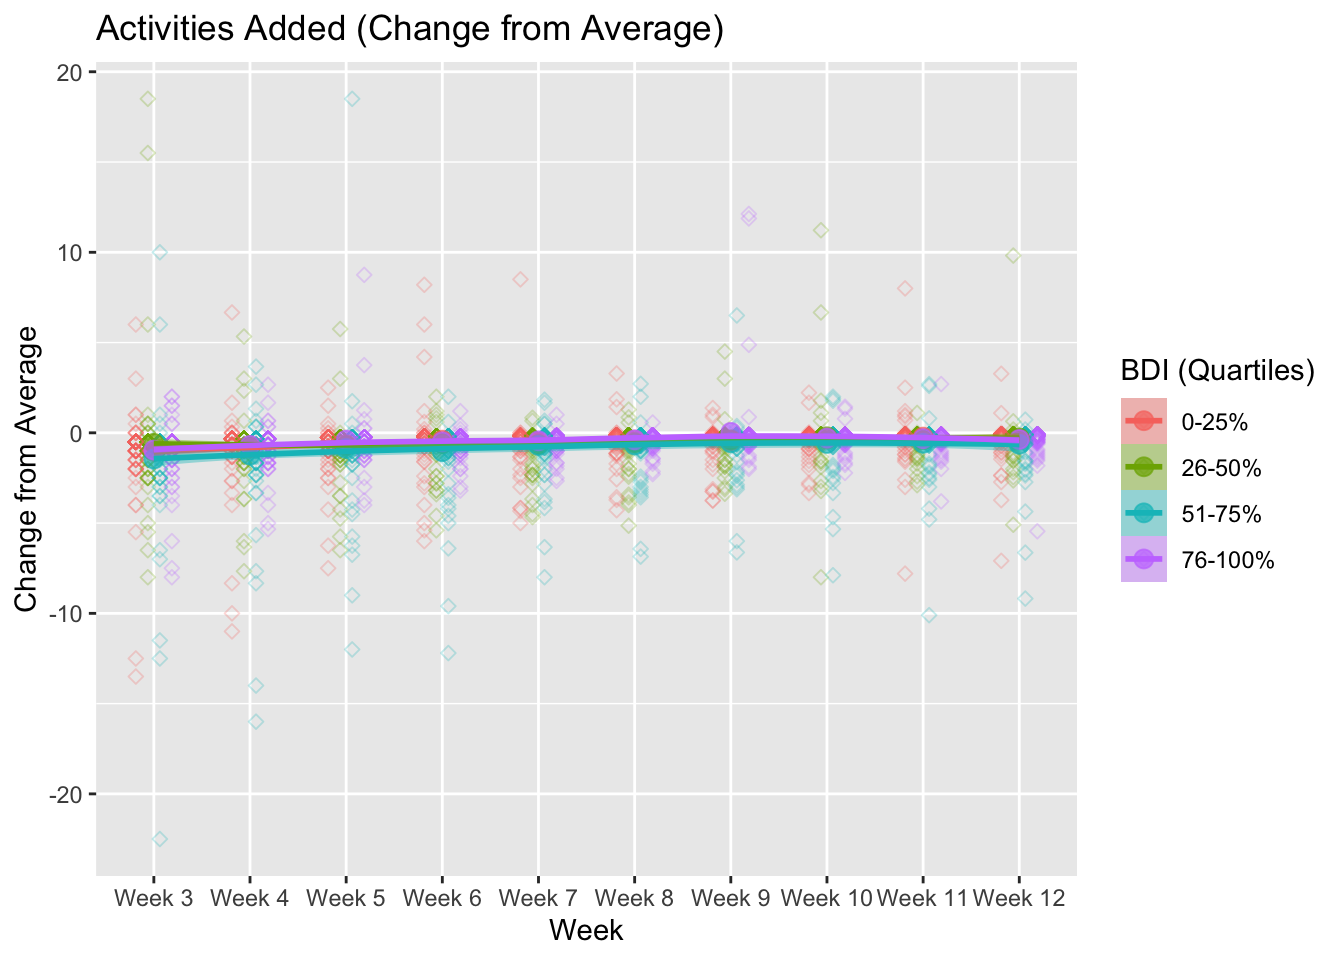 Activities Added (Change from Average)
20
10
0
-10
-20
Change from Average
Week 3 Week 4 Week 5 Week 6 Week 7 Week 8 Week 9 Week 10 Week 11 Week 12
Week
BDI (Quartiles)
0-25%
26-50%
51-75%
76-100%